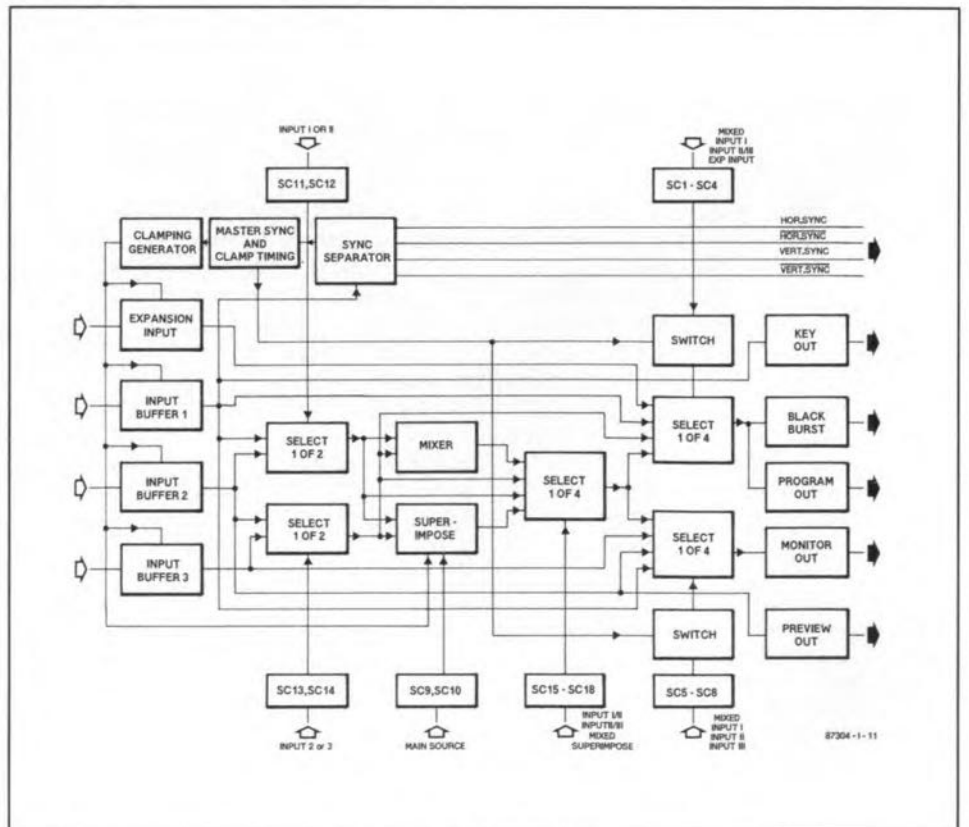 INPUT I OR II
MIXED
INPUT I
INPUT II/III
EXP INPUT
SC11,SC12
SC1 - SC4
CLAMPING
GENERATOR
MASTER SYNC
AND
CLAMP TIMING
SYNC
SEPARATOR
HOR.SYNC
HOR.SYNC
VERT.SYNC
VERT.SYNC
EXPANSION
INPUT
SWITCH
KEY
OUT
INPUT
BUFFER 1
SELECT
1 OF 2
MIXER
SELECT
1 OF 4
BLACK
BURST
INPUT
BUFFER 2
SELECT
1 OF 4
PROGRAM
OUT
SELECT
1 OF 2
SUPER -
IMPOSE
SELECT
1 OF 4
MONITOR
OUT
INPUT
BUFFER 3
SWITCH
PREVIEW
OUT
SC13,SC14
SC9,SC10
SC15 - SC18
SC5 - SC8
INPUT 2 or 3
MAIN SOURCE
INPUT I/II
INPUTII/III
MIXED
SUPERIMPOSE
MIXED
INPUT I
INPUT II
INPUT III
87304 - I - 11